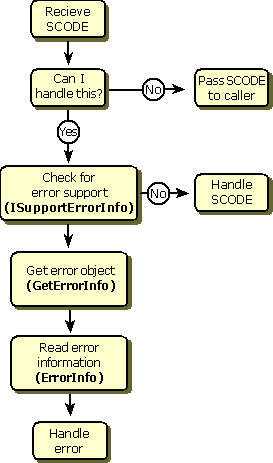 Recieve
SCODE
Can I
handle this?
No
Pass SCODE
to caller
Yes
Check for
error support
(ISupportErrorInfo)
No
Handle
SCODE
Get error object
(GetErrorInfo)
Read error
information
(ErrorInfo)
Handle
error